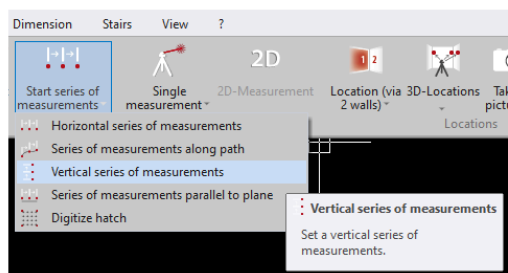 Dimension Stairs View ?
2D
1 2
Start series of measurements
Single measurement
2D-Measurement
Location (via 2 walls)
3D-Locations
Locations
Horizontal series of measurements
Series of measurements along path
Vertical series of measurements
Series of measurements parallel to plane
Digitize hatch
Vertical series of measurements
Set a vertical series of
measurements.